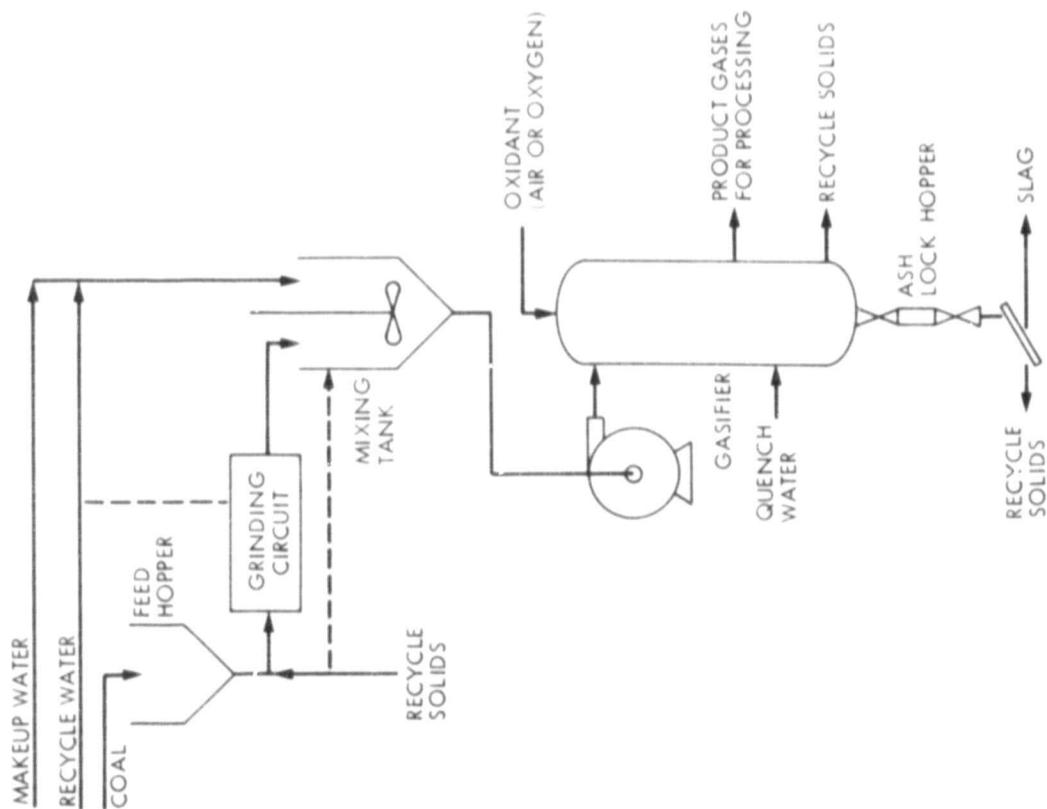 MAKEUP WATER
RECYCLE WATER
COAL
FEED
HOPPER
GRINDING
CIRCUIT
RECYCLE
SOLIDS
MIXING
TANK
OXIDANT
(AIR OR OXYGEN)
GASIFIER
QUENCH
WATER
PRODUCT GASES
FOR PROCESSING
RECYCLE SOLIDS
ASH
LOCK HOPPER
SLAG
RECYCLE
SOLIDS